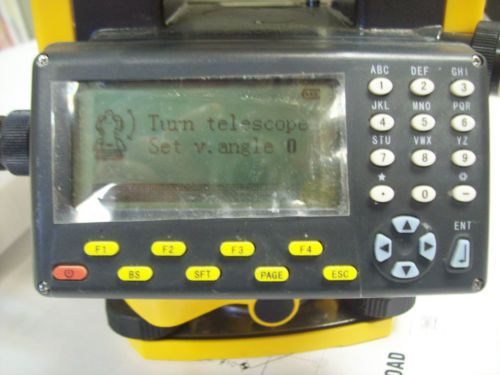 Turn telescope
Set v.angle 0
ABC DEF GHI
1 2 3
JKL MNO PQR
4 5 6
STU VWX YZ
7 8 9
★
. 0 −
ENT
F1 F2 F3 F4
BS SFT PAGE ESC
OAD